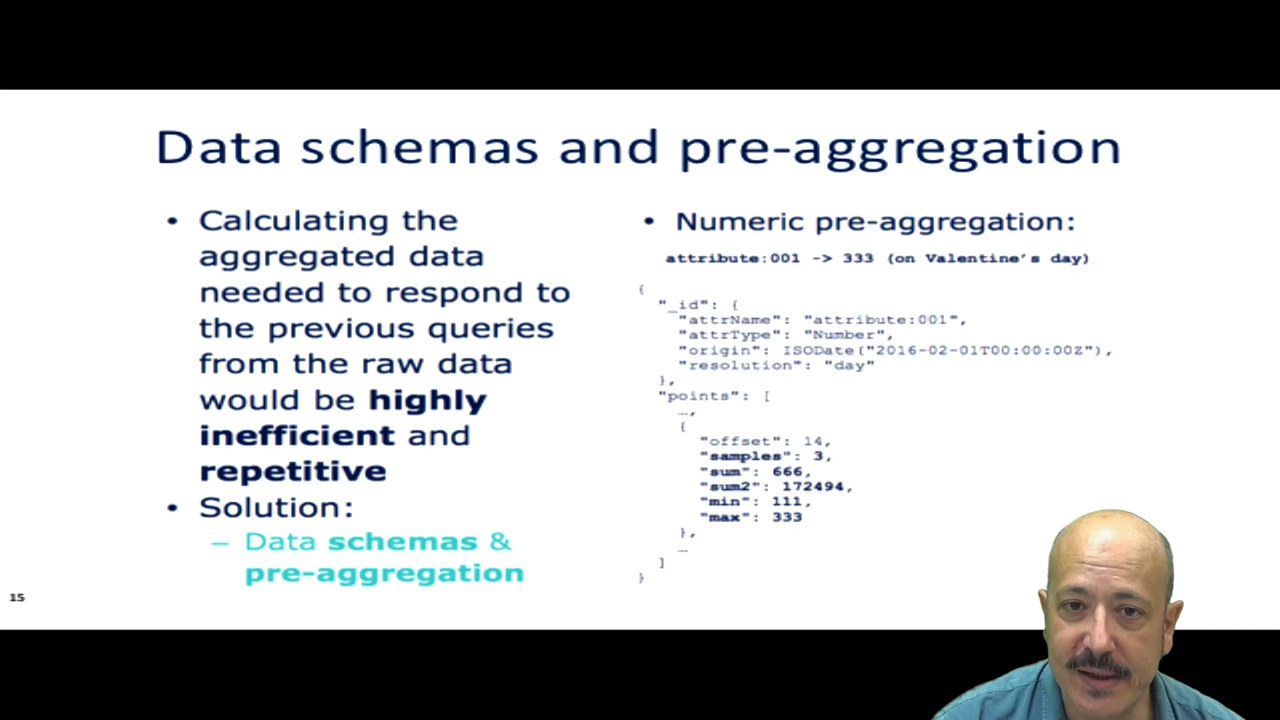 Data schemas and pre-aggregation
• Calculating the
aggregated data
needed to respond to
the previous queries
from the raw data
would be highly
inefficient and
repetitive
• Solution:
– Data schemas &
pre-aggregation
• Numeric pre-aggregation:
attribute:001 -> 333 (on Valentine's day)
{
"_id": {
"attrName": "attribute:001",
"attrType": "Number",
"origin": ISODate("2016-02-01T00:00:00Z"),
"resolution": "day"
},
"points": [
…,
{
"offset": 14,
"samples": 3,
"sum": 666,
"sum2": 172494,
"min": 111,
"max": 333
},
…
]
}
15